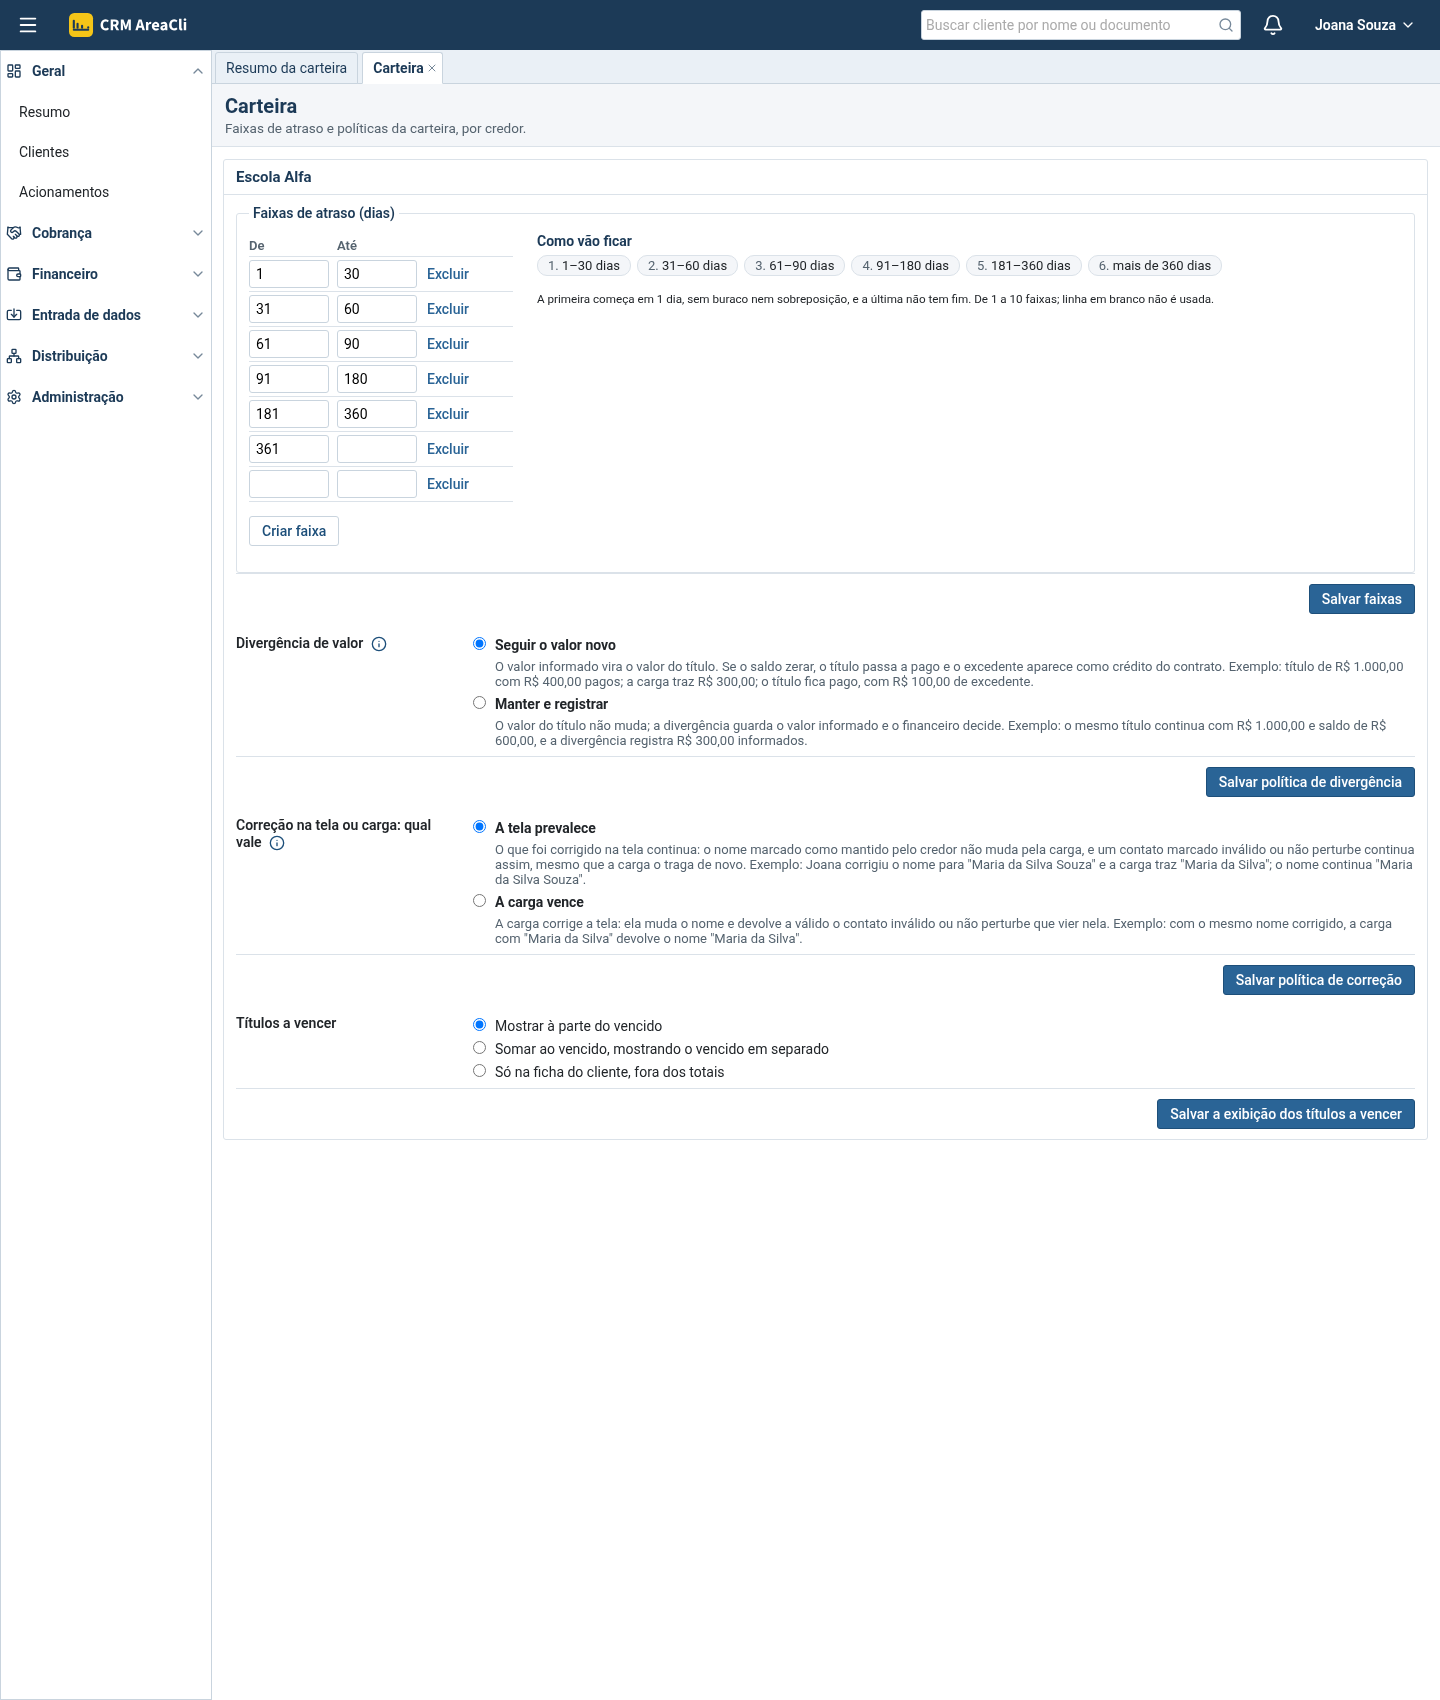 CRM AreaCli
Buscar cliente por nome ou documento
Joana Souza
Geral
Resumo
Clientes
Acionamentos
Cobrança
Financeiro
Entrada de dados
Distribuição
Administração
Resumo da carteira
Carteira
Carteira
Faixas de atraso e políticas da carteira, por credor.
Escola Alfa
Faixas de atraso (dias)
De Até
1 30 Excluir
31 60 Excluir
61 90 Excluir
91 180 Excluir
181 360 Excluir
361 Excluir
Excluir
Criar faixa
Como vão ficar
1. 1–30 dias 2. 31–60 dias 3. 61–90 dias 4. 91–180 dias 5. 181–360 dias 6. mais de 360 dias
A primeira começa em 1 dia, sem buraco nem sobreposição, e a última não tem fim. De 1 a 10 faixas; linha em branco não é usada.
Salvar faixas
Divergência de valor
Seguir o valor novo
O valor informado vira o valor do título. Se o saldo zerar, o título passa a pago e o excedente aparece como crédito do contrato. Exemplo: título de R$ 1.000,00
com R$ 400,00 pagos; a carga traz R$ 300,00; o título fica pago, com R$ 100,00 de excedente.
Manter e registrar
O valor do título não muda; a divergência guarda o valor informado e o financeiro decide. Exemplo: o mesmo título continua com R$ 1.000,00 e saldo de R$
600,00, e a divergência registra R$ 300,00 informados.
Salvar política de divergência
Correção na tela ou carga: qual
vale
A tela prevalece
O que foi corrigido na tela continua: o nome marcado como mantido pelo credor não muda pela carga, e um contato marcado inválido ou não perturbe continua
assim, mesmo que a carga o traga de novo. Exemplo: Joana corrigiu o nome para "Maria da Silva Souza" e a carga traz "Maria da Silva"; o nome continua "Maria
da Silva Souza".
A carga vence
A carga corrige a tela: ela muda o nome e devolve a válido o contato inválido ou não perturbe que vier nela. Exemplo: com o mesmo nome corrigido, a carga
com "Maria da Silva" devolve o nome "Maria da Silva".
Salvar política de correção
Títulos a vencer
Mostrar à parte do vencido
Somar ao vencido, mostrando o vencido em separado
Só na ficha do cliente, fora dos totais
Salvar a exibição dos títulos a vencer